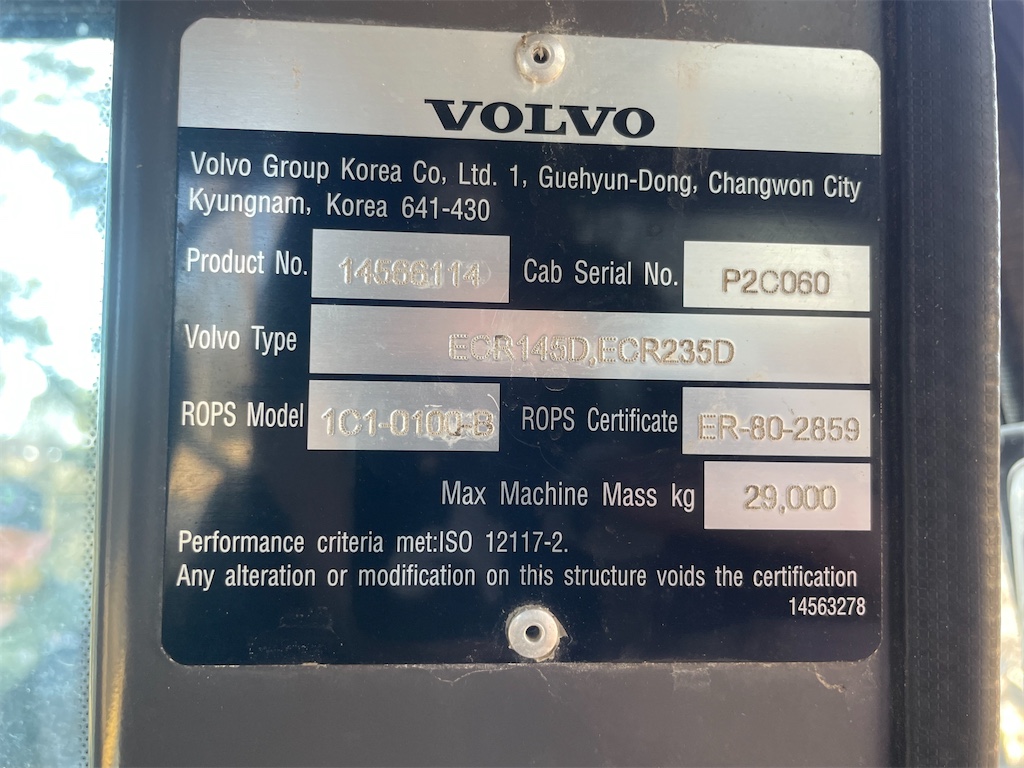 VOLVO
Volvo Group Korea Co, Ltd. 1, Guehyun-Dong, Changwon City
Kyungnam, Korea 641-430
Product No. 14566114 Cab Serial No. P2C060
Volvo Type ECR145D,ECR235D
ROPS Model 1C1-0100-B ROPS Certificate ER-80-2859
Max Machine Mass kg 29,000
Performance criteria met:ISO 12117-2.
Any alteration or modification on this structure voids the certification
14563278